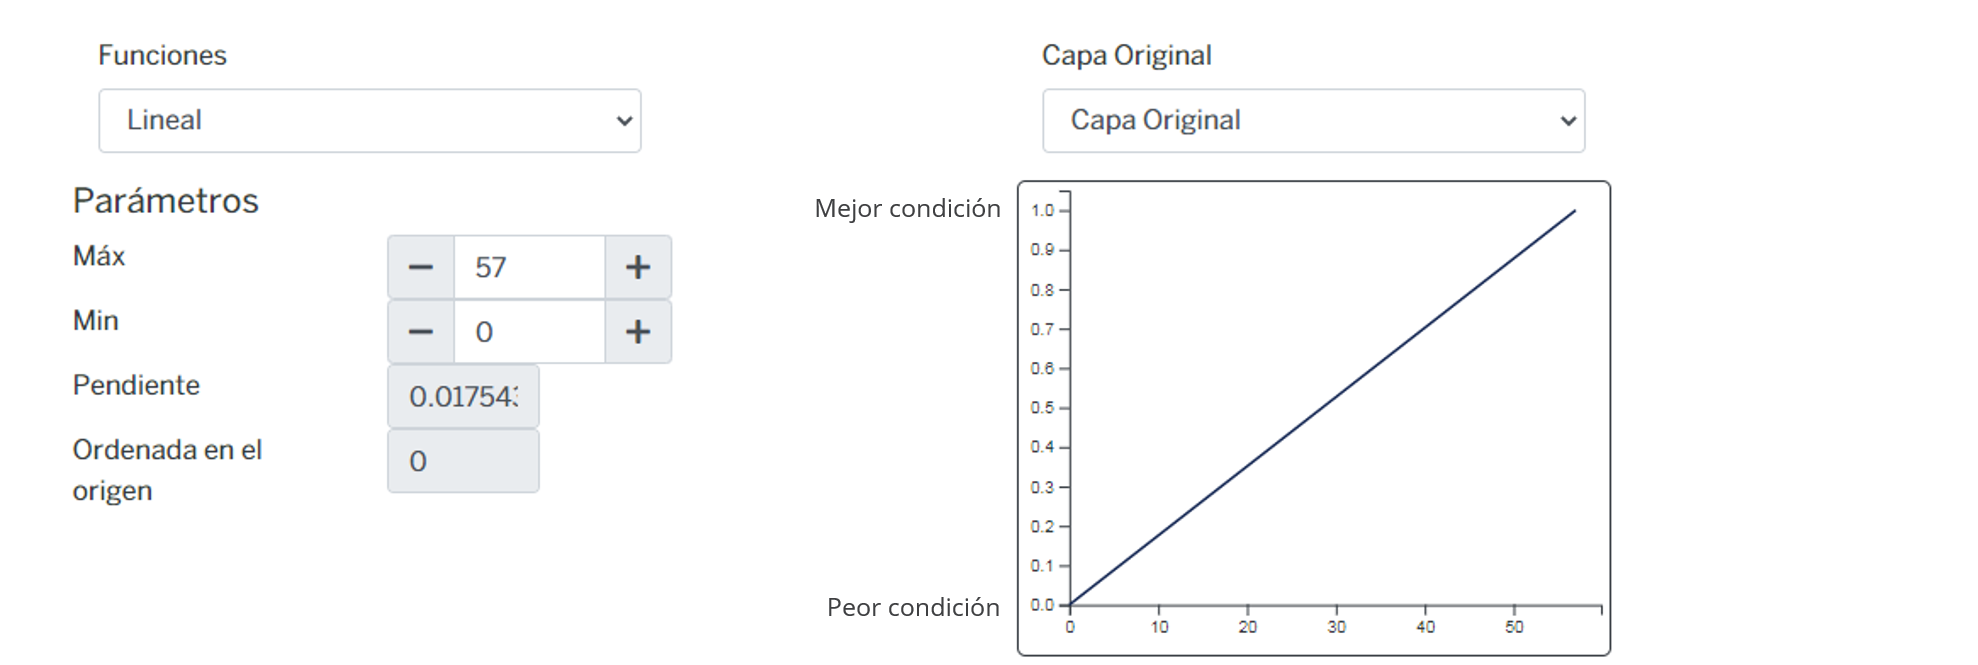 Funciones
Lineal
Parámetros
Máx
57
Min
0
Pendiente
0.01754
Ordenada en el
origen
0
Capa Original
Capa Original
Mejor condición
Peor condición
1.0
0.9
0.8
0.7
0.6
0.5
0.4
0.3
0.2
0.1
0.0
0 10 20 30 40 50